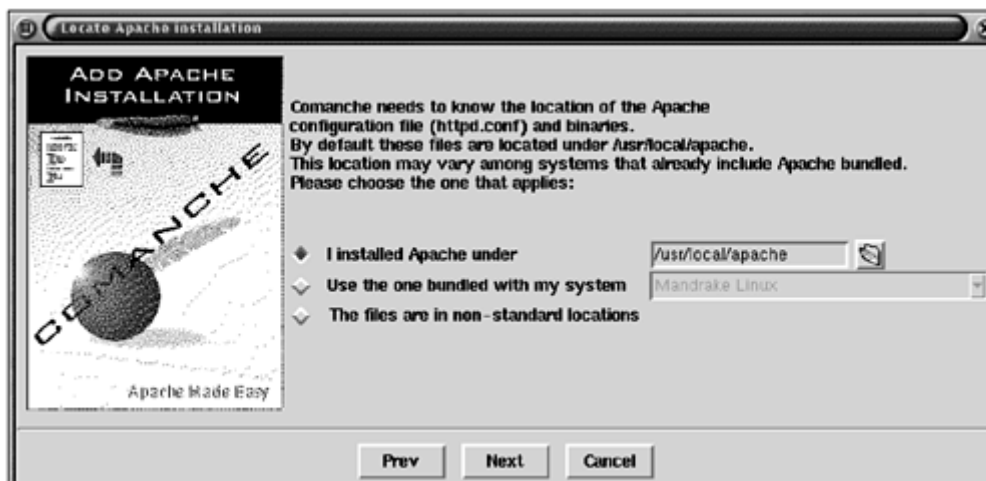 Locate Apache installation
ADD APACHE
INSTALLATION
COMANCHE
Apache Made Easy
Comanche needs to know the location of the Apache
configuration file (httpd.conf) and binaries.
By default these files are located under /usr/local/apache.
This location may vary among systems that already include Apache bundled.
Please choose the one that applies:
I installed Apache under /usr/local/apache
Use the one bundled with my system Mandrake Linux
The files are in non-standard locations
Prev Next Cancel